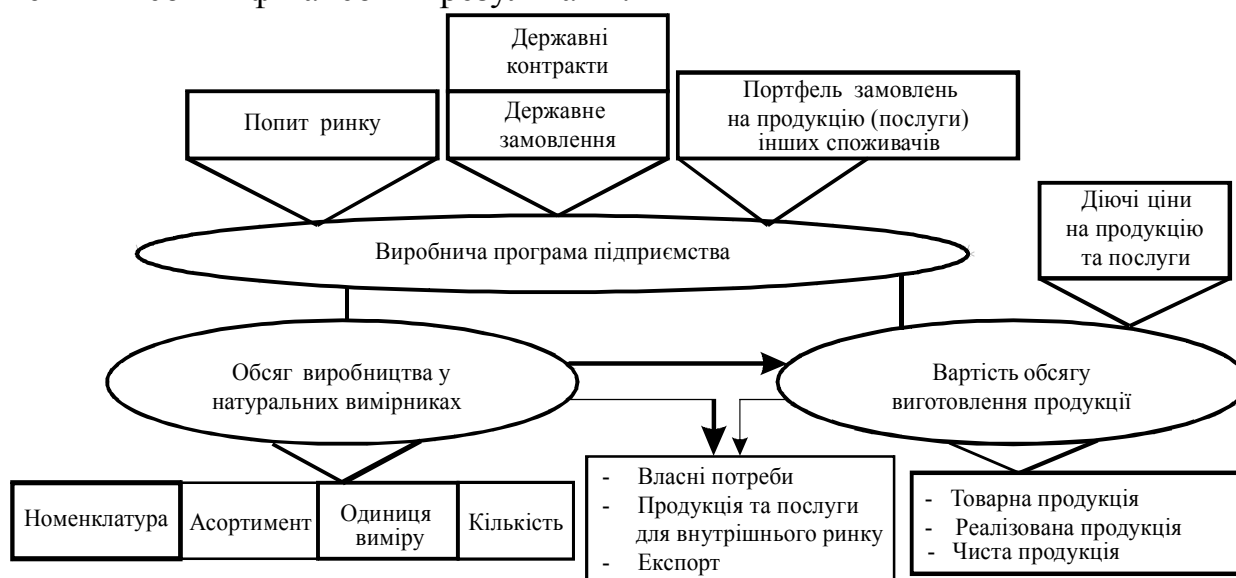 Державні
контракти
Державне
замовлення
Попит ринку
Портфель замовлень
на продукцію (послуги)
інших споживачів
Діючі ціни
на продукцію
та послуги
Виробнича програма підприємства
Обсяг виробництва у
натуральних вимірниках
Вартість обсягу
виготовлення продукції
Номенклатура
Асортимент
Одиниця
виміру
Кількість
- Власні потреби
- Продукція та послуги
для внутрішнього ринку
- Експорт
- Товарна продукція
- Реалізована продукція
- Чиста продукція